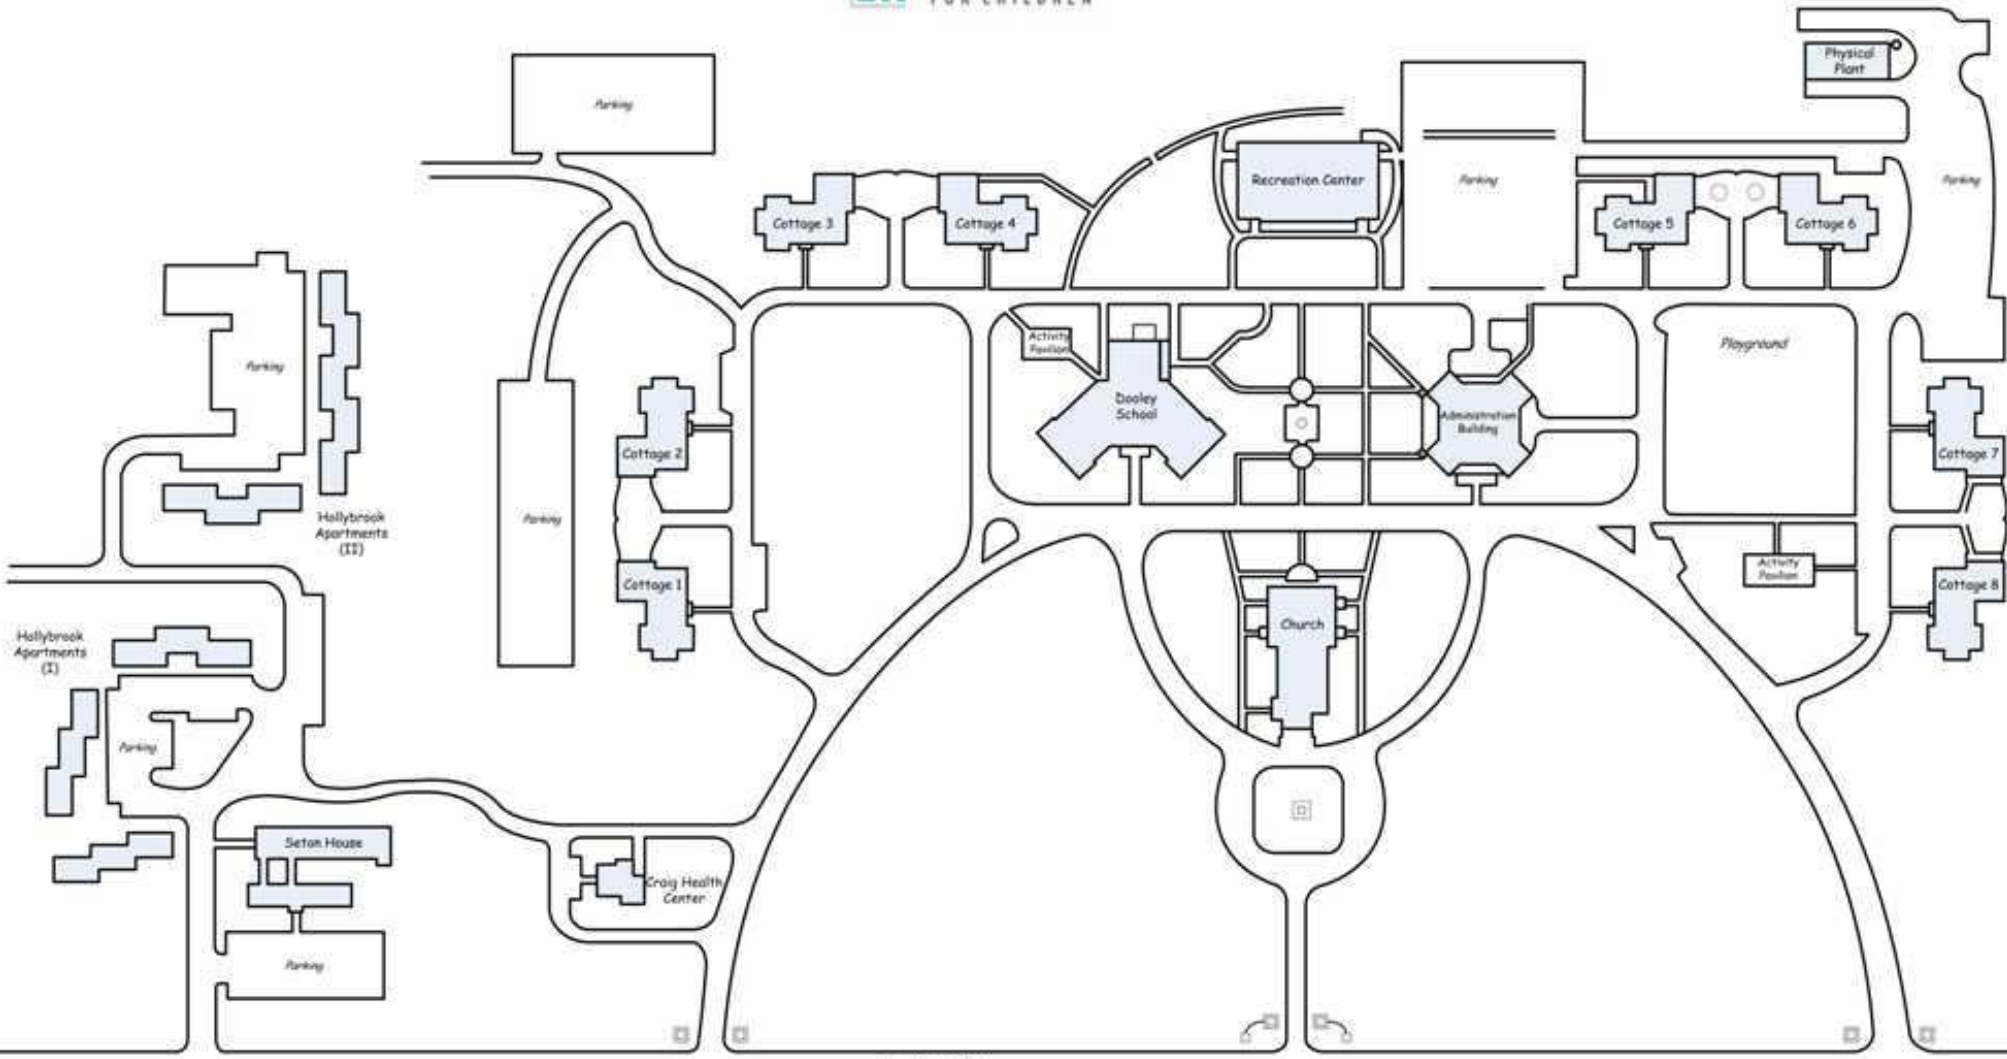 FOR CHILDREN
Physical
Plant
Parking
Recreation Center
Parking
Parking
Cottage 3
Cottage 4
Cottage 5
Cottage 6
Activity
Pavilion
Playground
Parking
Dooley
School
Administration
Building
Cottage 2
Cottage 7
Parking
Hollybrook
Apartments
(II)
Activity
Pavilion
Cottage 1
Cottage 8
Church
Hollybrook
Apartments
(I)
Parking
Seton House
Craig Health
Center
Parking